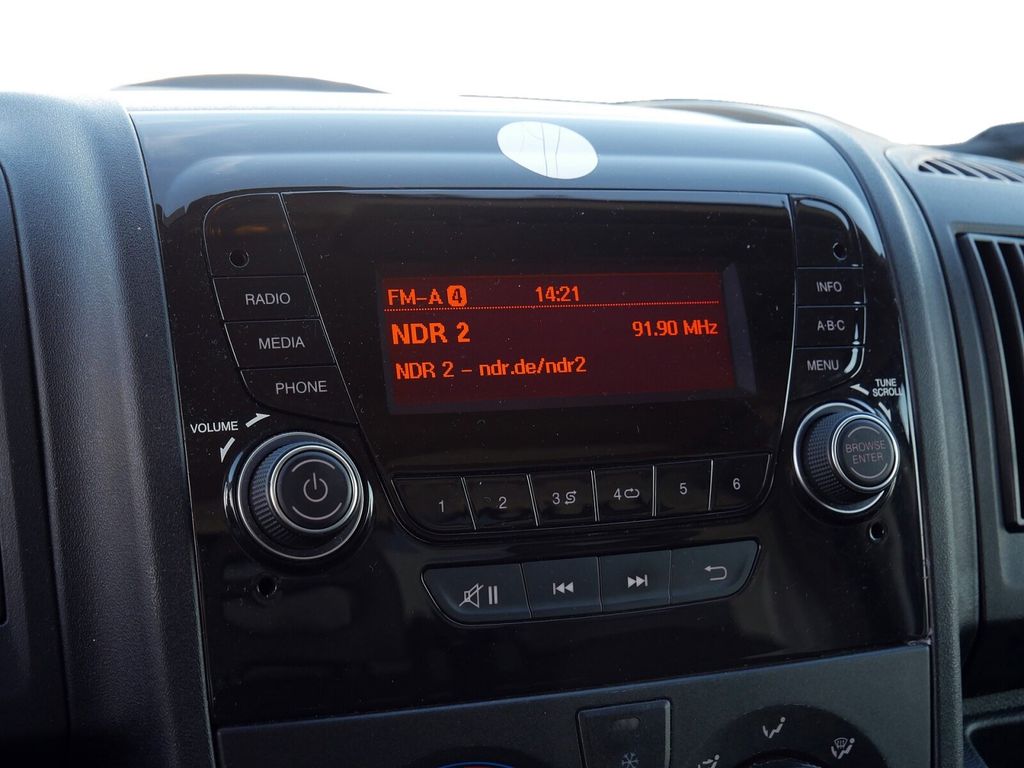 FM-A 4 14:21
NDR 2 91.90 MHz
NDR 2 - ndr.de/ndr2
RADIO
MEDIA
PHONE
VOLUME
INFO
A·B·C
MENU
TUNE
SCROLL
BROWSE
ENTER
1 2 3 4 5 6